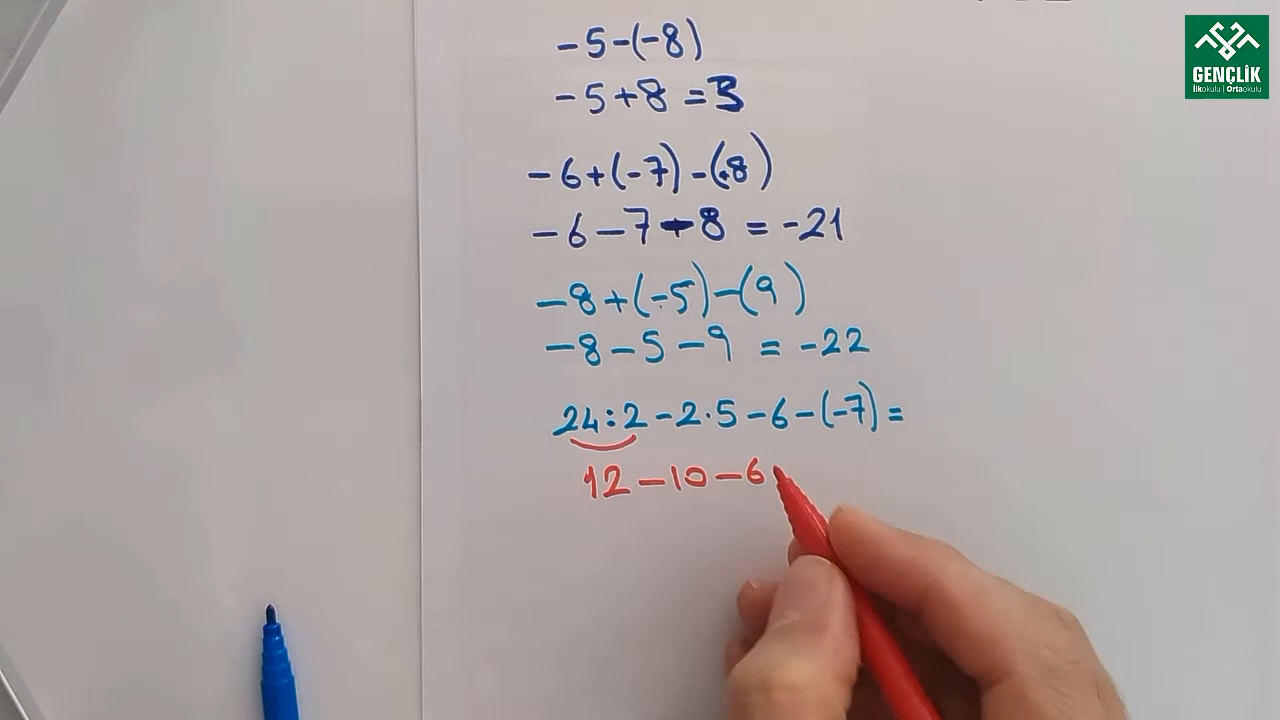 GENÇLİK
İlkokulu | Ortaokulu
-5-(-8)
-5+8 =3
-6+(-7)-(+8)
-6-7-8 = -21
-8+(-5)-(9)
-8-5-9 = -22
24:2-2.5-6-(-7)=
12-10-6